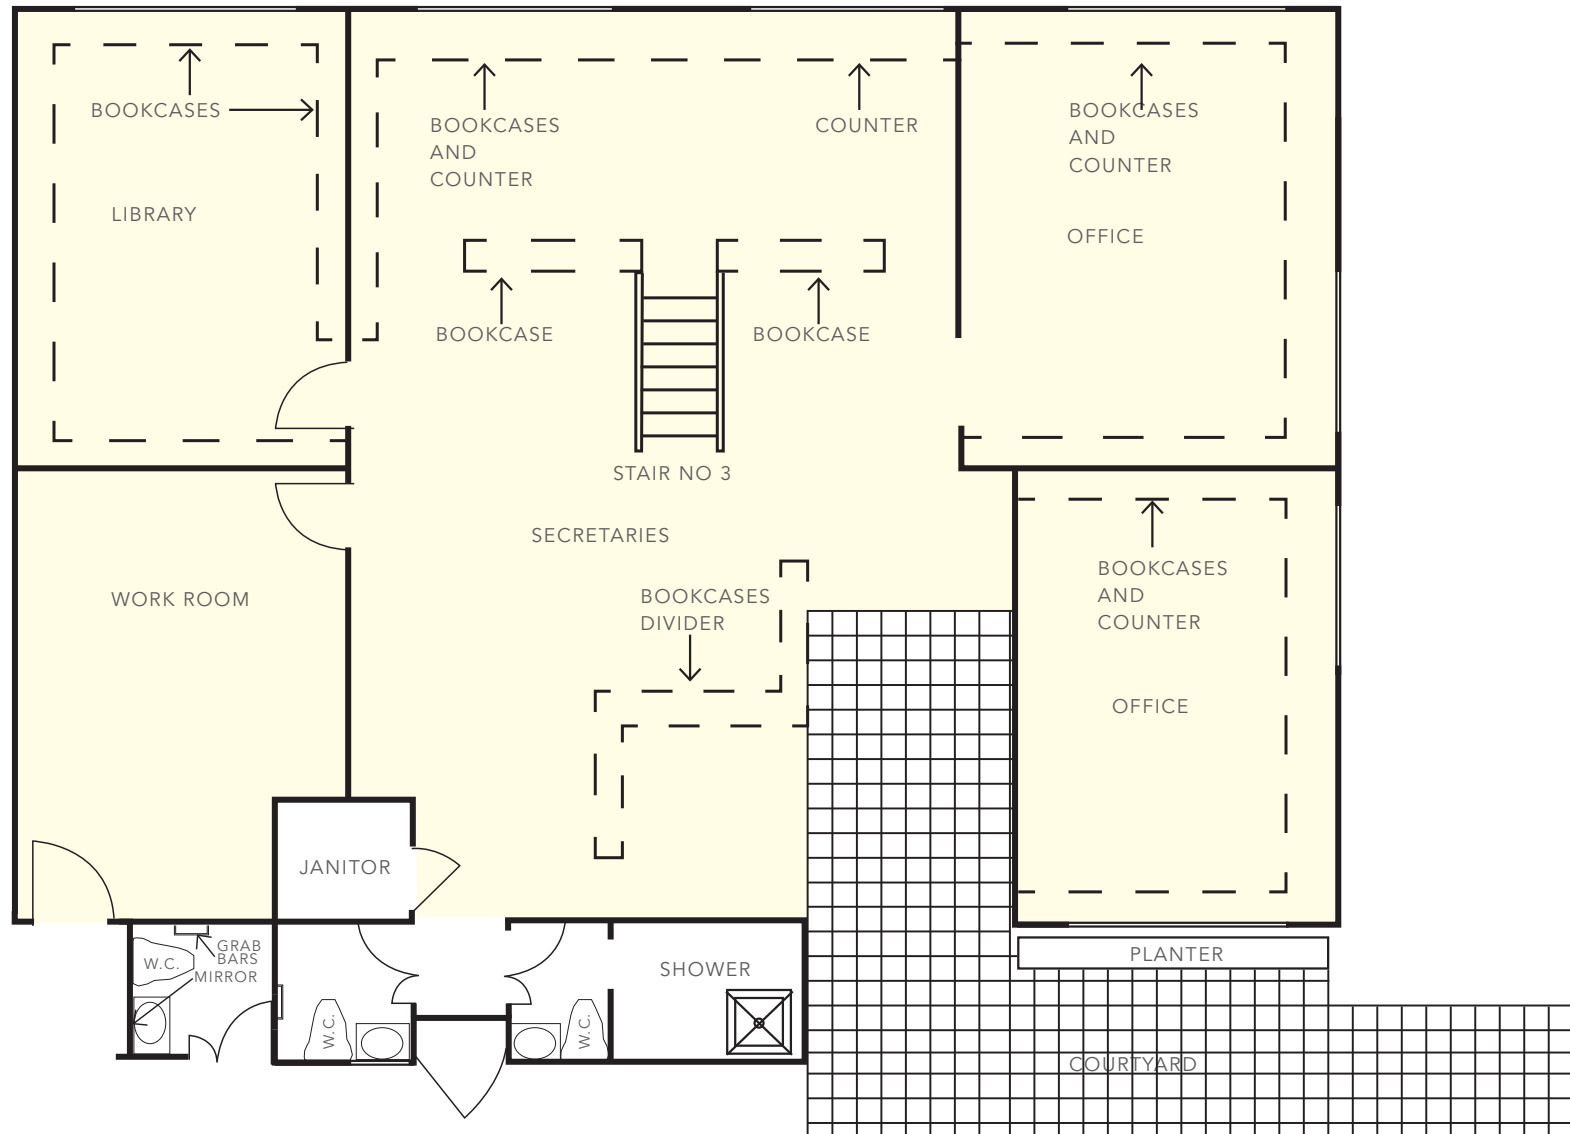 BOOKCASES
LIBRARY
BOOKCASES
AND
COUNTER
COUNTER
BOOKCASES
AND
COUNTER
OFFICE
BOOKCASE
BOOKCASE
STAIR NO 3
SECRETARIES
WORK ROOM
BOOKCASES
DIVIDER
BOOKCASES
AND
COUNTER
OFFICE
JANITOR
GRAB
BARS
W.C.
MIRROR
W.C.
W.C.
SHOWER
PLANTER
COURTYARD